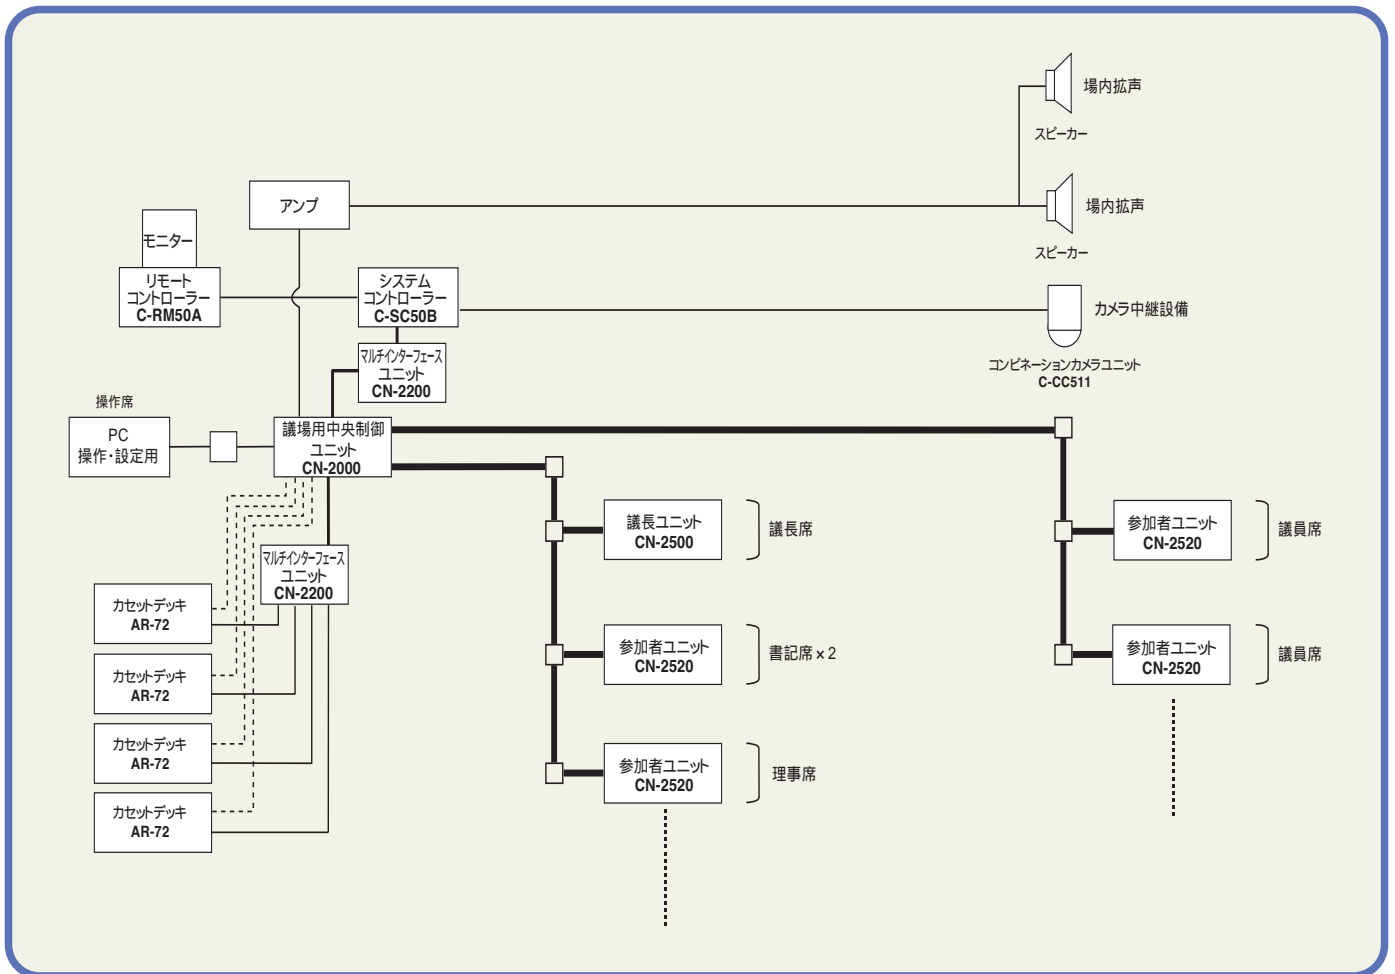 場内拡声
スピーカー
アンプ
場内拡声
スピーカー
モニター
リモート
コントローラー
C-RM50A
システム
コントローラー
C-SC50B
カメラ中継設備
コンビネーションカメラユニット
C-CC511
マルチインターフェース
ユニット
CN-2200
操作席
PC
操作・設定用
議場用中央制御
ユニット
CN-2000
議長ユニット
CN-2500
議長席
参加者ユニット
CN-2520
議員席
マルチインターフェース
ユニット
CN-2200
カセットデッキ
AR-72
参加者ユニット
CN-2520
書記席×2
参加者ユニット
CN-2520
議員席
カセットデッキ
AR-72
カセットデッキ
AR-72
参加者ユニット
CN-2520
理事席
カセットデッキ
AR-72